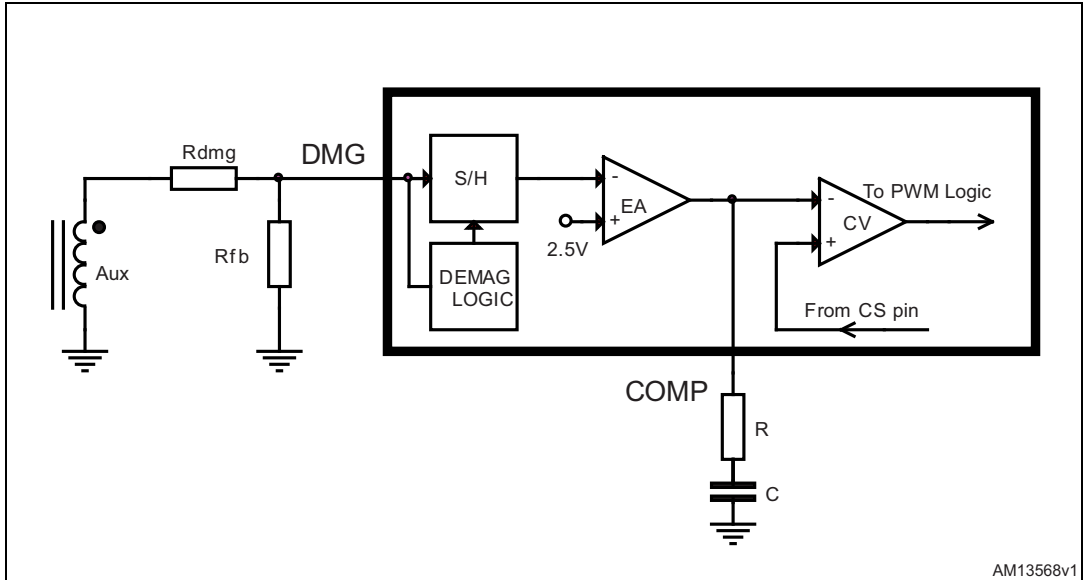 Rdmg
DMG
S/H
-
EA
+
2.5V
To PWM Logic
-
CV
+
Aux
Rfb
DEMAG
LOGIC
From CS pin
COMP
R
C
AM13568v1